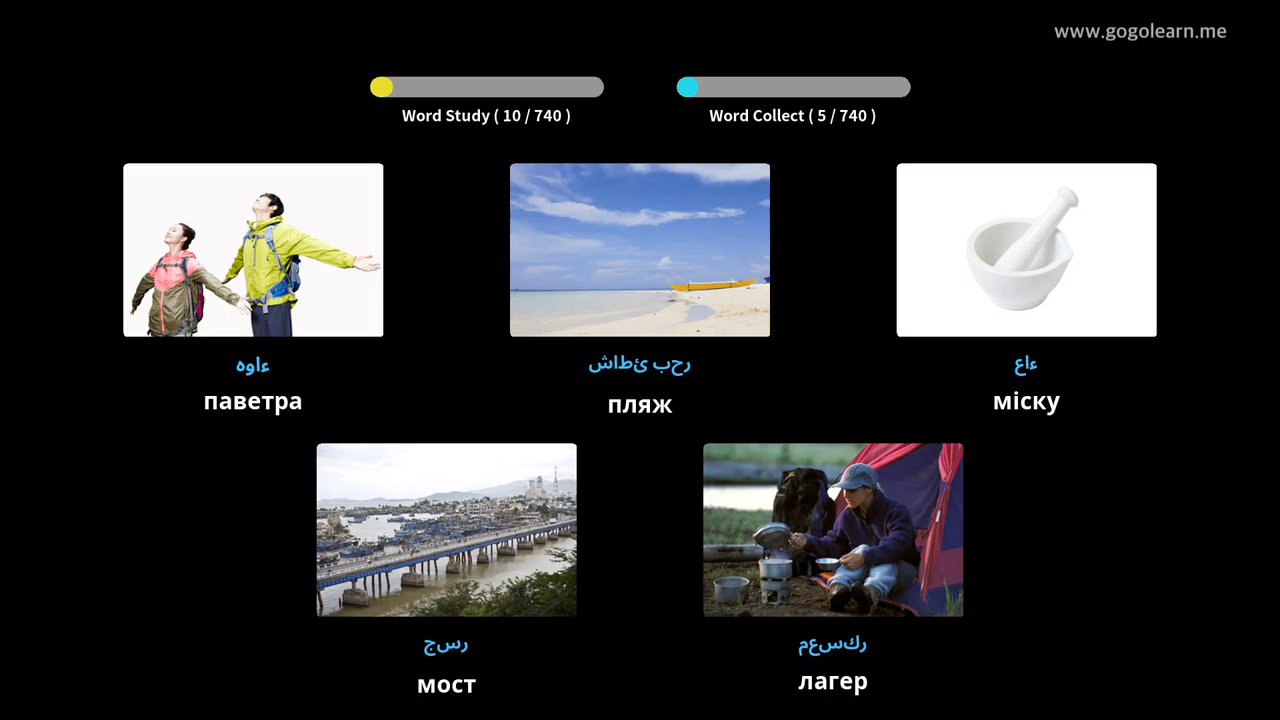 www.gogolearn.me
Word Study ( 10 / 740 )
Word Collect ( 5 / 740 )
ءاوه
паветра
رحب ئطاش
пляж
ءاع
міску
رسج
мост
ركسعم
лагер